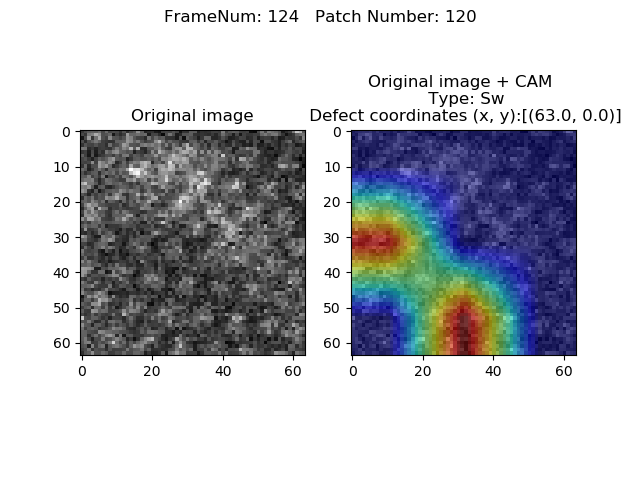 FrameNum: 124   Patch Number: 120
Original image
Original image + CAM
Type: Sw
Defect coordinates (x, y):[(63.0, 0.0)]
0
10
20
30
40
50
60
0 20 40 60
0
10
20
30
40
50
60
0 20 40 60